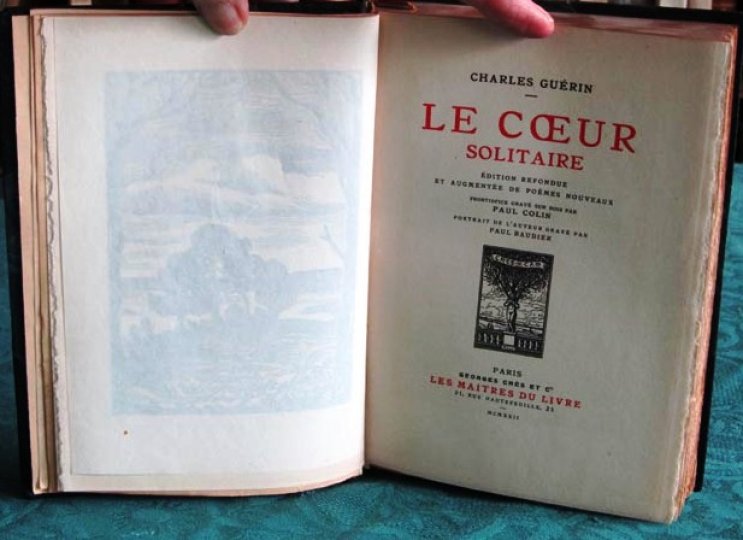 CHARLES GUÉRIN
LE CŒUR
SOLITAIRE
ÉDITION REFONDUE
ET AUGMENTÉE DE POÈMES NOUVEAUX
FRONTISPICE GRAVÉ SUR BOIS PAR
PAUL COLIN
PORTRAIT DE L'AUTEUR GRAVÉ PAR
PAUL BAUDIER
PARIS
GEORGES CRÈS ET Cie
LES MAITRES DU LIVRE
21, RUE HAUTEFEUILLE, 21
MCMXXII